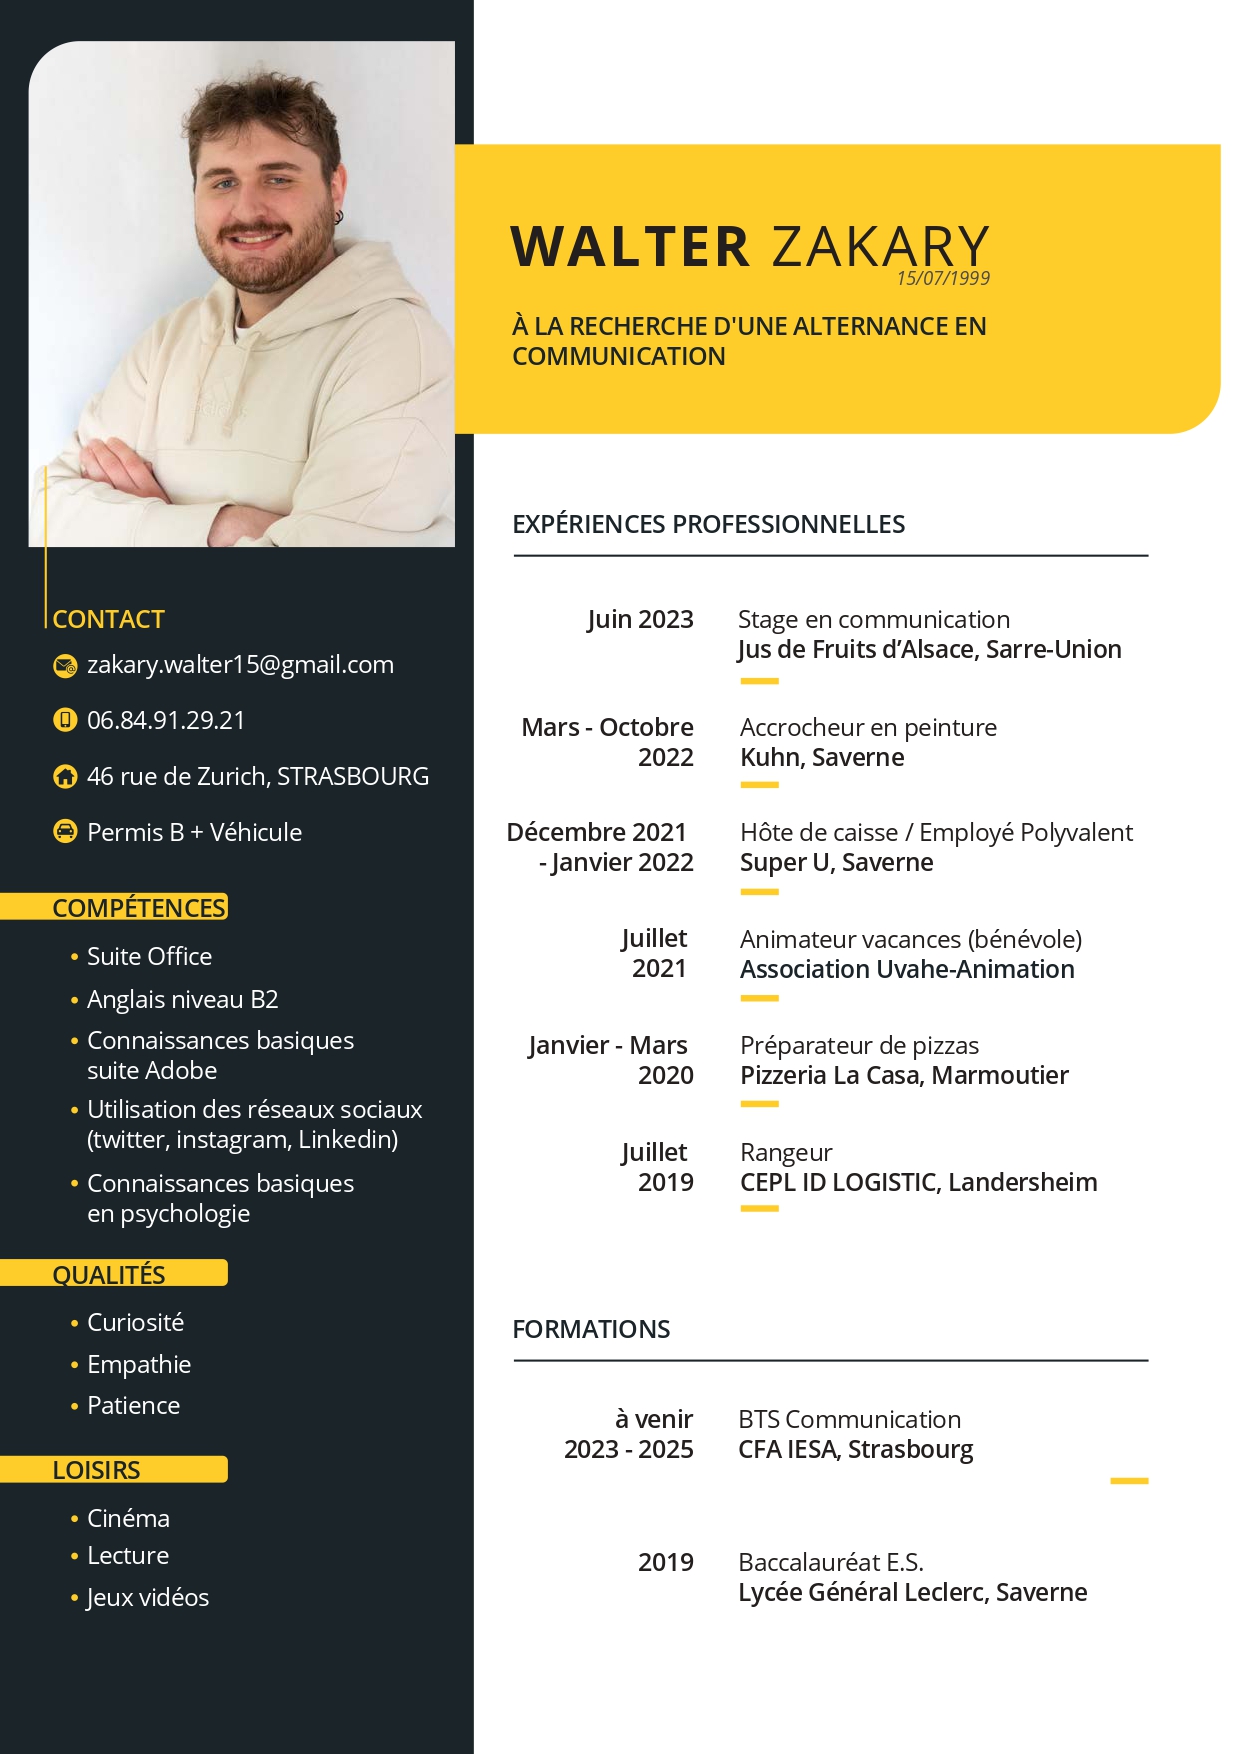 WALTER ZAKARY
15/07/1999
À LA RECHERCHE D'UNE ALTERNANCE EN
COMMUNICATION
CONTACT
zakary.walter15@gmail.com
06.84.91.29.21
46 rue de Zurich, STRASBOURG
Permis B + Véhicule
COMPÉTENCES
• Suite Office
• Anglais niveau B2
• Connaissances basiques
suite Adobe
• Utilisation des réseaux sociaux
(twitter, instagram, Linkedin)
• Connaissances basiques
en psychologie
QUALITÉS
• Curiosité
• Empathie
• Patience
LOISIRS
• Cinéma
• Lecture
• Jeux vidéos
EXPÉRIENCES PROFESSIONNELLES
Juin 2023 Stage en communication
Jus de Fruits d’Alsace, Sarre-Union
Mars - Octobre Accrocheur en peinture
2022 Kuhn, Saverne
Décembre 2021 Hôte de caisse / Employé Polyvalent
- Janvier 2022 Super U, Saverne
Juillet Animateur vacances (bénévole)
2021 Association Uvahe-Animation
Janvier - Mars Préparateur de pizzas
2020 Pizzeria La Casa, Marmoutier
Juillet Rangeur
2019 CEPL ID LOGISTIC, Landersheim
FORMATIONS
à venir BTS Communication
2023 - 2025 CFA IESA, Strasbourg
2019 Baccalauréat E.S.
Lycée Général Leclerc, Saverne